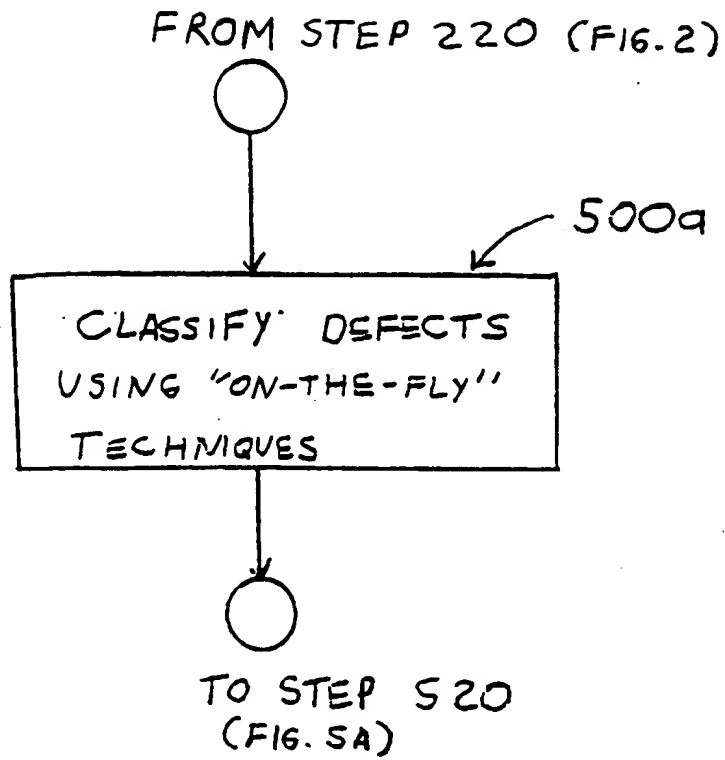 FROM STEP 220 (FIG. 2)
500a
CLASSIFY DEFECTS
USING "ON-THE-FLY"
TECHNIQUES
TO STEP 520
(FIG. 5A)